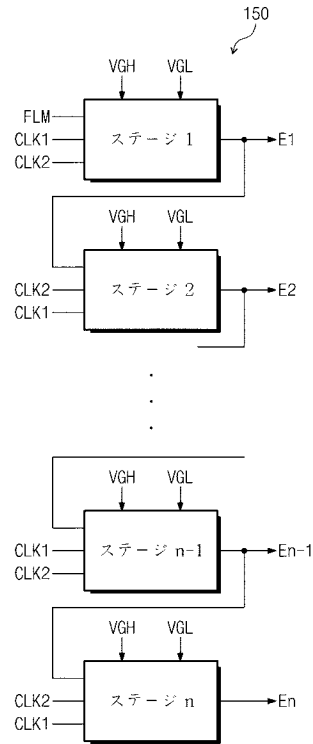 150
VGH VGL
FLM
CLK1
CLK2
ステージ 1
E1
VGH VGL
CLK2
CLK1
ステージ 2
E2
VGH VGL
CLK1
CLK2
ステージ n-1
En-1
VGH VGL
CLK2
CLK1
ステージ n
En